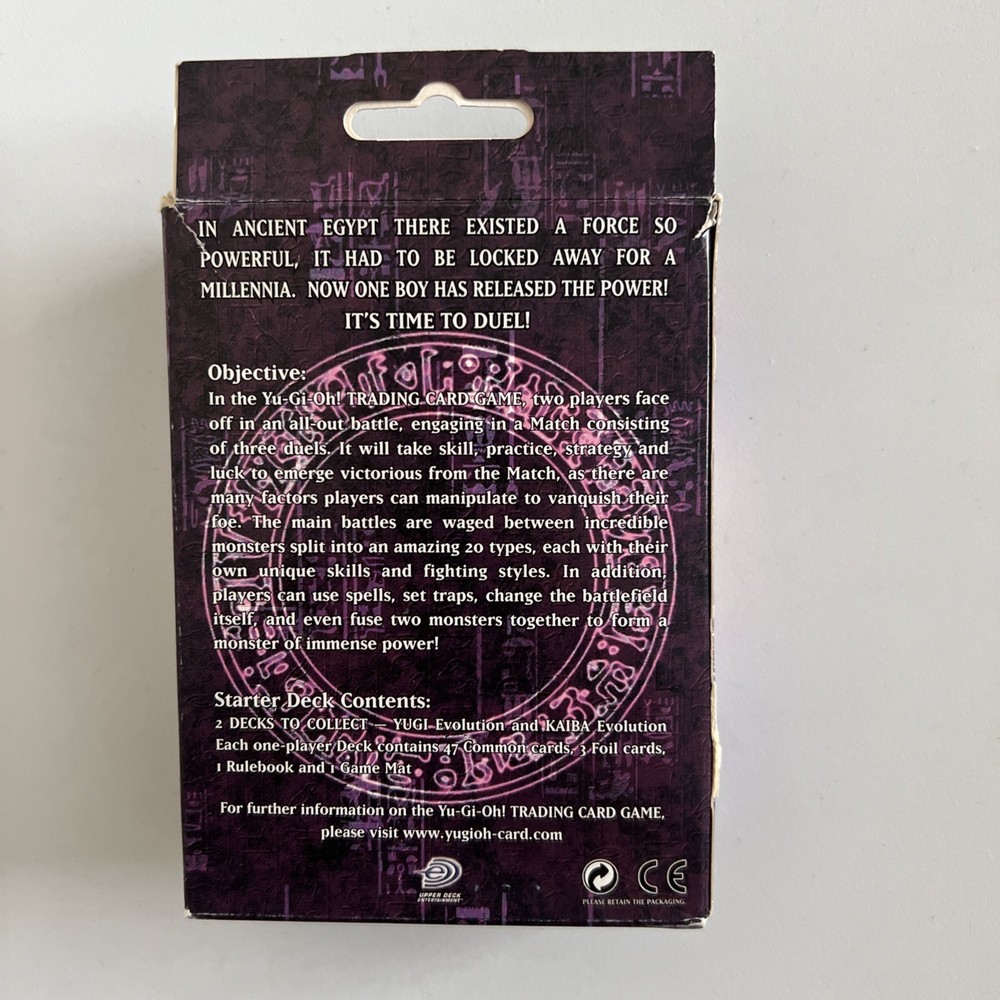 IN ANCIENT EGYPT THERE EXISTED A FORCE SO
POWERFUL, IT HAD TO BE LOCKED AWAY FOR A
MILLENNIA. NOW ONE BOY HAS RELEASED THE POWER!
IT'S TIME TO DUEL!
Objective:
In the Yu-Gi-Oh! TRADING CARD GAME, two players face
off in an all-out battle, engaging in a Match consisting
of three duels. It will take skill, practice, strategy and
luck to emerge victorious from the Match, as there are
many factors players can manipulate to vanquish their
foe. The main battles are waged between incredible
monsters split into an amazing 20 types, each with their
own unique skills and fighting styles. In addition,
players can use spells, set traps, change the battlefield
itself, and even fuse two monsters together to form a
monster of immense power!
Starter Deck Contents:
2 DECKS TO COLLECT — YUGI Evolution and KAIBA Evolution
Each one-player Deck contains 47 Common cards, 3 Foil cards,
1 Rulebook and 1 Game Mat
For further information on the Yu-Gi-Oh! TRADING CARD GAME,
please visit www.yugioh-card.com
UPPER DECK
ENTERTAINMENT™
CE
PLEASE RETAIN THE PACKAGING.